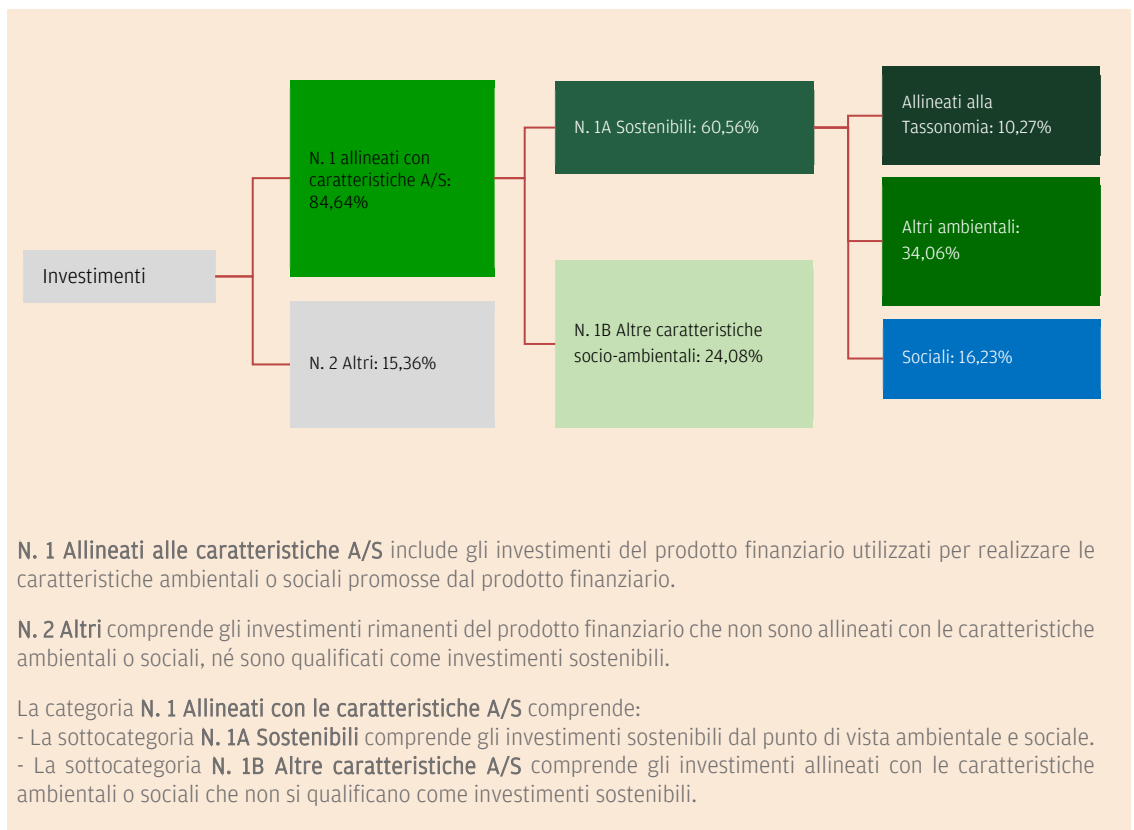 Investimenti
N. 1 allineati con
caratteristiche A/S:
84,64%
N. 2 Altri: 15,36%
N. 1A Sostenibili: 60,56%
N. 1B Altre caratteristiche
socio-ambientali: 24,08%
Allineati alla
Tassonomia: 10,27%
Altri ambientali:
34,06%
Sociali: 16,23%
N. 1 Allineati alle caratteristiche A/S include gli investimenti del prodotto finanziario utilizzati per realizzare le
caratteristiche ambientali o sociali promosse dal prodotto finanziario.
N. 2 Altri comprende gli investimenti rimanenti del prodotto finanziario che non sono allineati con le caratteristiche
ambientali o sociali, né sono qualificati come investimenti sostenibili.
La categoria N. 1 Allineati con le caratteristiche A/S comprende:
- La sottocategoria N. 1A Sostenibili comprende gli investimenti sostenibili dal punto di vista ambientale e sociale.
- La sottocategoria N. 1B Altre caratteristiche A/S comprende gli investimenti allineati con le caratteristiche
ambientali o sociali che non si qualificano come investimenti sostenibili.